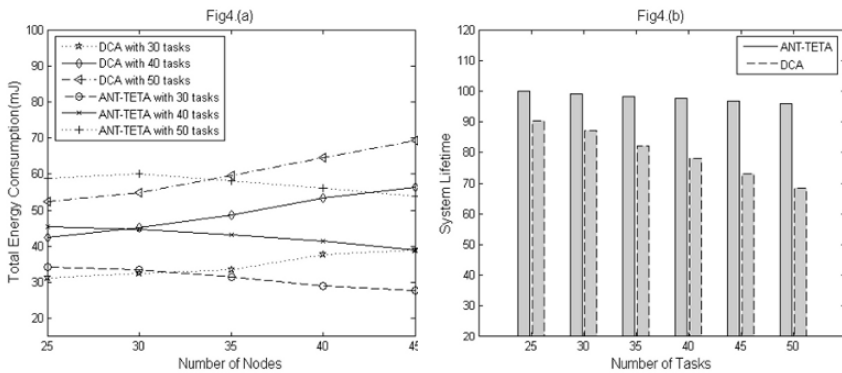 Fig4.(a)
Total Energy Comsumption(mJ)
100
90
80
70
60
50
40
30
20
DCA with 30 tasks
DCA with 40 tasks
DCA with 50 tasks
ANT-TETA with 30 tasks
ANT-TETA with 40 tasks
ANT-TETA with 50 tasks
25 30 35 40 45
Number of Nodes
Fig4.(b)
System Lifetime
120
110
100
90
80
70
60
50
40
30
20
ANT-TETA
DCA
25 30 35 40 45 50
Number of Tasks